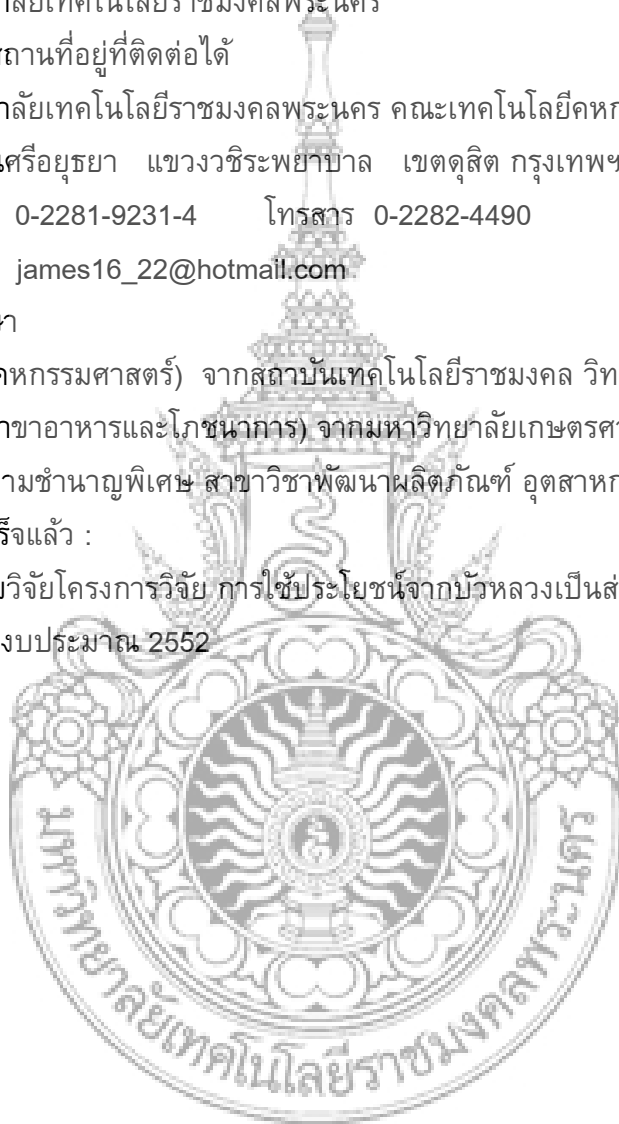 าลัยเทคโนโลยีราชมงคลพระนคร
ถานที่อยู่ที่ติดต่อได้
าลัยเทคโนโลยีราชมงคลพระนคร คณะเทคโนโลยีคหก
ศรีอยุธยา แขวงวชิระพยาบาล เขตดุสิต กรุงเทพฯ
0-2281-9231-4 โทรสาร 0-2282-4490
james16_22@hotmail.com
ษา
คหกรรมศาสตร์) จากสถาบันเทคโนโลยีราชมงคล วิท
าขาอาหารและโภชนาการ) จากมหาวิทยาลัยเกษตรศา
ามชำนาญพิเศษ สาขาวิชาพัฒนาผลิตภัณฑ์ อุตสาหก
ร็จแล้ว :
วิจัยโครงการวิจัย การใช้ประโยชน์จากบัวหลวงเป็นส่
งบประมาณ 2552
มหาวิทยาลัยเทคโนโลยีราชมงคลพระนคร